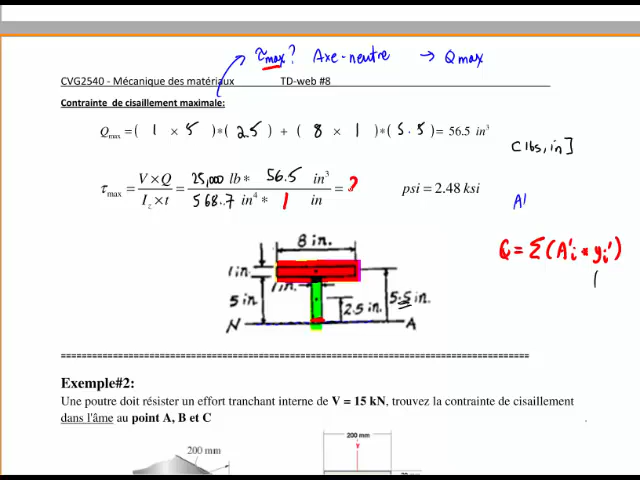 τmax? Axe-neutre → Qmax
CVG2540 - Mécanique des matériaux TD-web #8
Contrainte de cisaillement maximale:
Qmax = ( 1 × 5 )*( 2.5 ) + ( 8 × 1 )*( 5.5 ) = 56.5 in³
[lbs, in]
τmax = V × Q / Iz × t = 25,000 lb * 56.5 in³ / 568.7 in⁴ * 1 in = ? psi = 2.48 ksi
A'
Q = Σ(A'i * yi')
8 in.
1 in
1 in.
5 in
5.5 in.
2.5 in.
N A
================================================================
Exemple#2:
Une poutre doit résister un effort tranchant interne de V = 15 kN, trouvez la contrainte de cisaillement
dans l'âme au point A, B et C
200 mm
200 mm